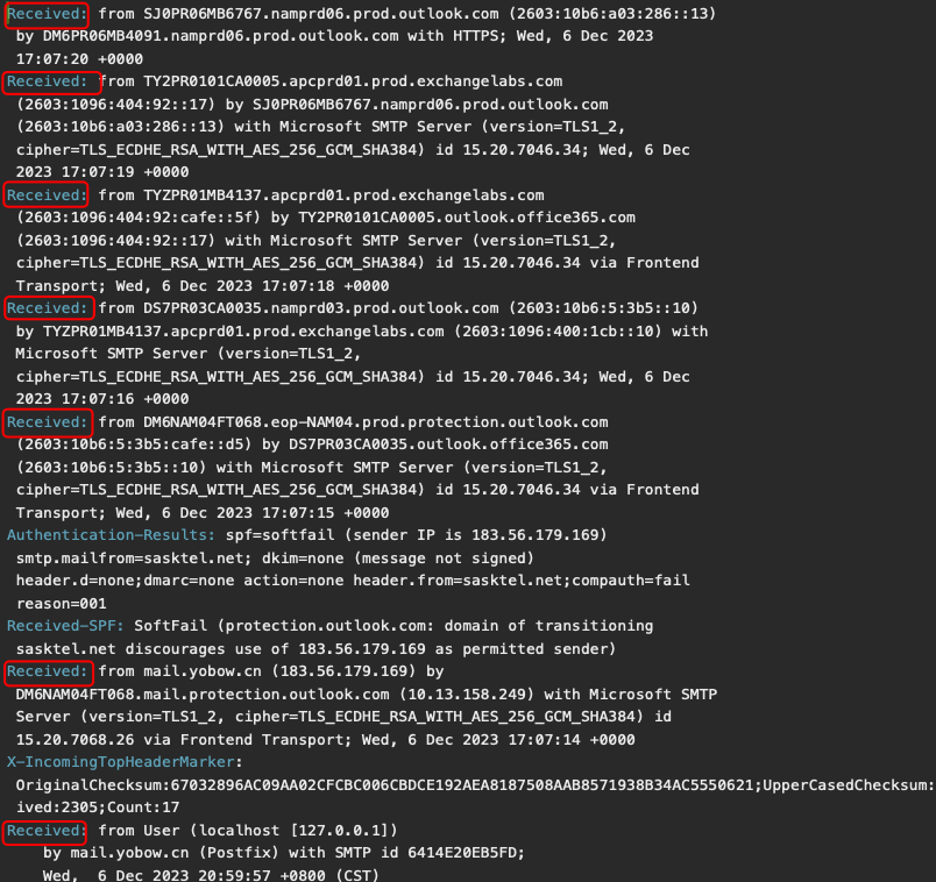 Received: from SJ0PR06MB6767.namprd06.prod.outlook.com (2603:10b6:a03:286::13)
by DM6PR06MB4091.namprd06.prod.outlook.com with HTTPS; Wed, 6 Dec 2023
17:07:20 +0000
Received: from TY2PR0101CA0005.apcprd01.prod.exchangelabs.com
(2603:1096:404:92::17) by SJ0PR06MB6767.namprd06.prod.outlook.com
(2603:10b6:a03:286::13) with Microsoft SMTP Server (version=TLS1_2,
cipher=TLS_ECDHE_RSA_WITH_AES_256_GCM_SHA384) id 15.20.7046.34; Wed, 6 Dec
2023 17:07:19 +0000
Received: from TYZPR01MB4137.apcprd01.prod.exchangelabs.com
(2603:1096:404:92:cafe::5f) by TY2PR0101CA0005.outlook.office365.com
(2603:1096:404:92::17) with Microsoft SMTP Server (version=TLS1_2,
cipher=TLS_ECDHE_RSA_WITH_AES_256_GCM_SHA384) id 15.20.7046.34 via Frontend
Transport; Wed, 6 Dec 2023 17:07:18 +0000
Received: from DS7PR03CA0035.namprd03.prod.outlook.com (2603:10b6:5:3b5::10)
by TYZPR01MB4137.apcprd01.prod.exchangelabs.com (2603:1096:400:1cb::10) with
Microsoft SMTP Server (version=TLS1_2,
cipher=TLS_ECDHE_RSA_WITH_AES_256_GCM_SHA384) id 15.20.7046.34; Wed, 6 Dec
2023 17:07:16 +0000
Received: from DM6NAM04FT068.eop-NAM04.prod.protection.outlook.com
(2603:10b6:5:3b5:cafe::d5) by DS7PR03CA0035.outlook.office365.com
(2603:10b6:5:3b5::10) with Microsoft SMTP Server (version=TLS1_2,
cipher=TLS_ECDHE_RSA_WITH_AES_256_GCM_SHA384) id 15.20.7046.34 via Frontend
Transport; Wed, 6 Dec 2023 17:07:15 +0000
Authentication-Results: spf=softfail (sender IP is 183.56.179.169)
smtp.mailfrom=sasktel.net; dkim=none (message not signed)
header.d=none;dmarc=none action=none header.from=sasktel.net;compauth=fail
reason=001
Received-SPF: SoftFail (protection.outlook.com: domain of transitioning
sasktel.net discourages use of 183.56.179.169 as permitted sender)
Received: from mail.yobow.cn (183.56.179.169) by
DM6NAM04FT068.mail.protection.outlook.com (10.13.158.249) with Microsoft SMTP
Server (version=TLS1_2, cipher=TLS_ECDHE_RSA_WITH_AES_256_GCM_SHA384) id
15.20.7068.26 via Frontend Transport; Wed, 6 Dec 2023 17:07:14 +0000
X-IncomingTopHeaderMarker:
OriginalChecksum:67032896AC09AA02CFCBC006CBDCE192AEA8187508AAB8571938B34AC5550621;UpperCasedChecksum:
ived:2305;Count:17
Received: from User (localhost [127.0.0.1])
by mail.yobow.cn (Postfix) with SMTP id 6414E20EB5FD;
Wed, 6 Dec 2023 20:59:57 +0800 (CST)